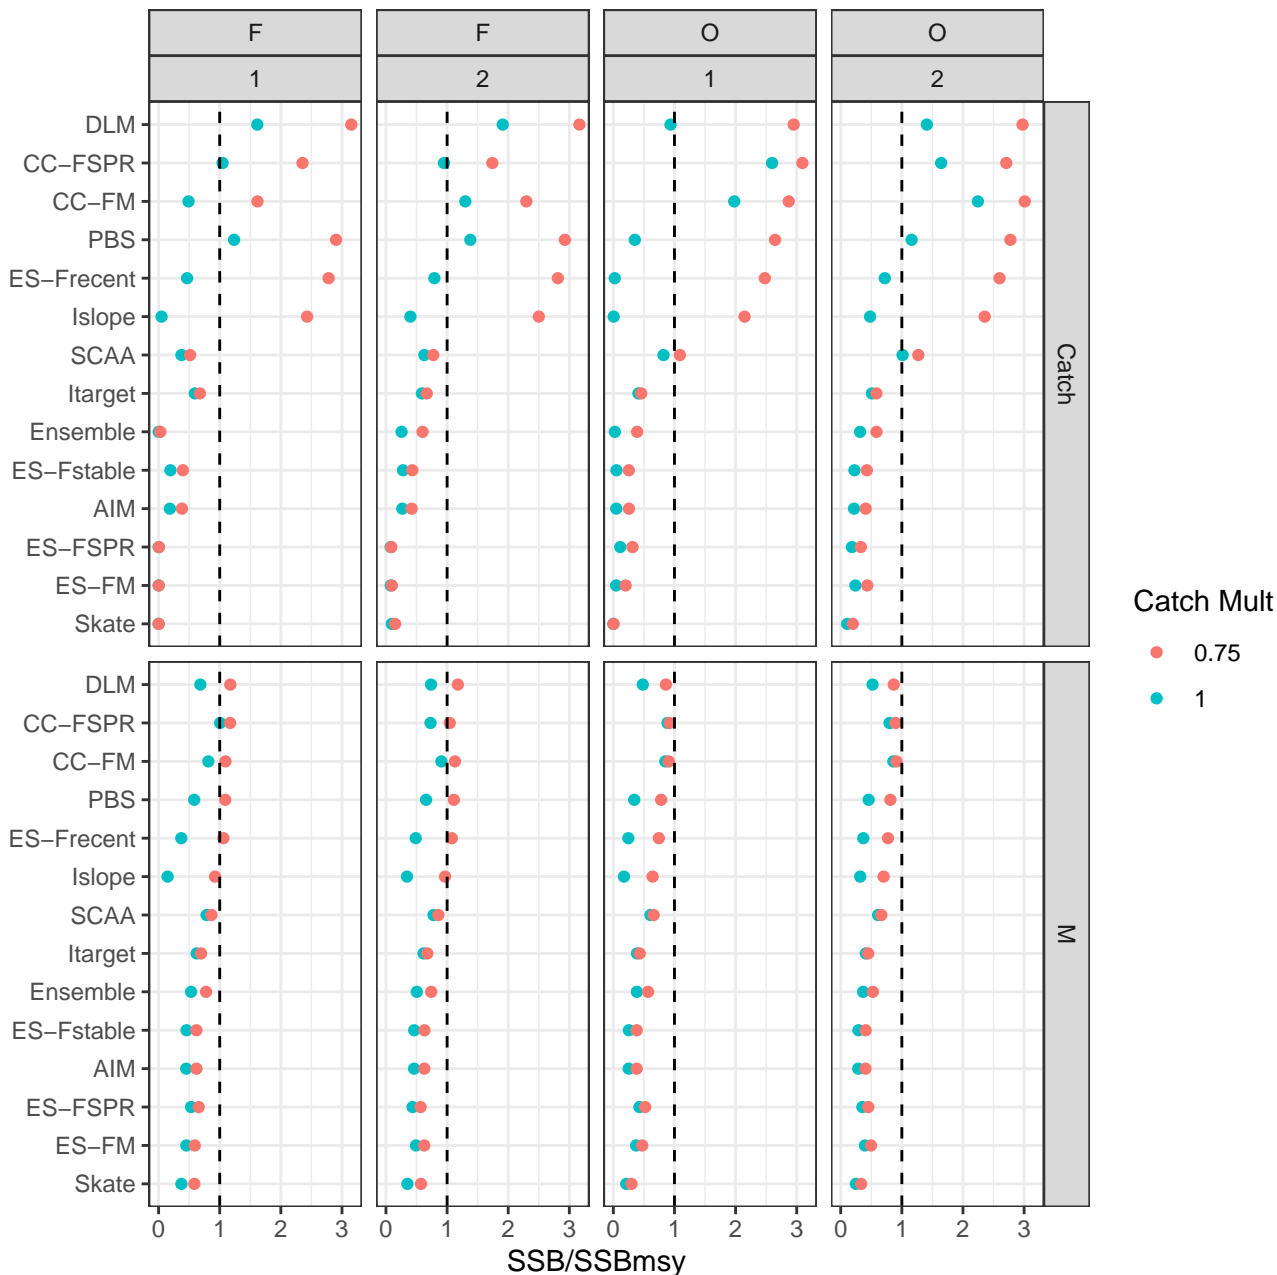 F F O O
1 2 1 2
DLM
CC−FSPR
CC−FM
PBS
ES−Frecent
Islope
SCAA
Itarget
Ensemble
ES−Fstable
AIM
ES−FSPR
ES−FM
Skate
Catch
DLM
CC−FSPR
CC−FM
PBS
ES−Frecent
Islope
SCAA
Itarget
Ensemble
ES−Fstable
AIM
ES−FSPR
ES−FM
Skate
M
0 1 2 3 0 1 2 3 0 1 2 3 0 1 2 3
SSB/SSBmsy
Catch Mult
0.75
1